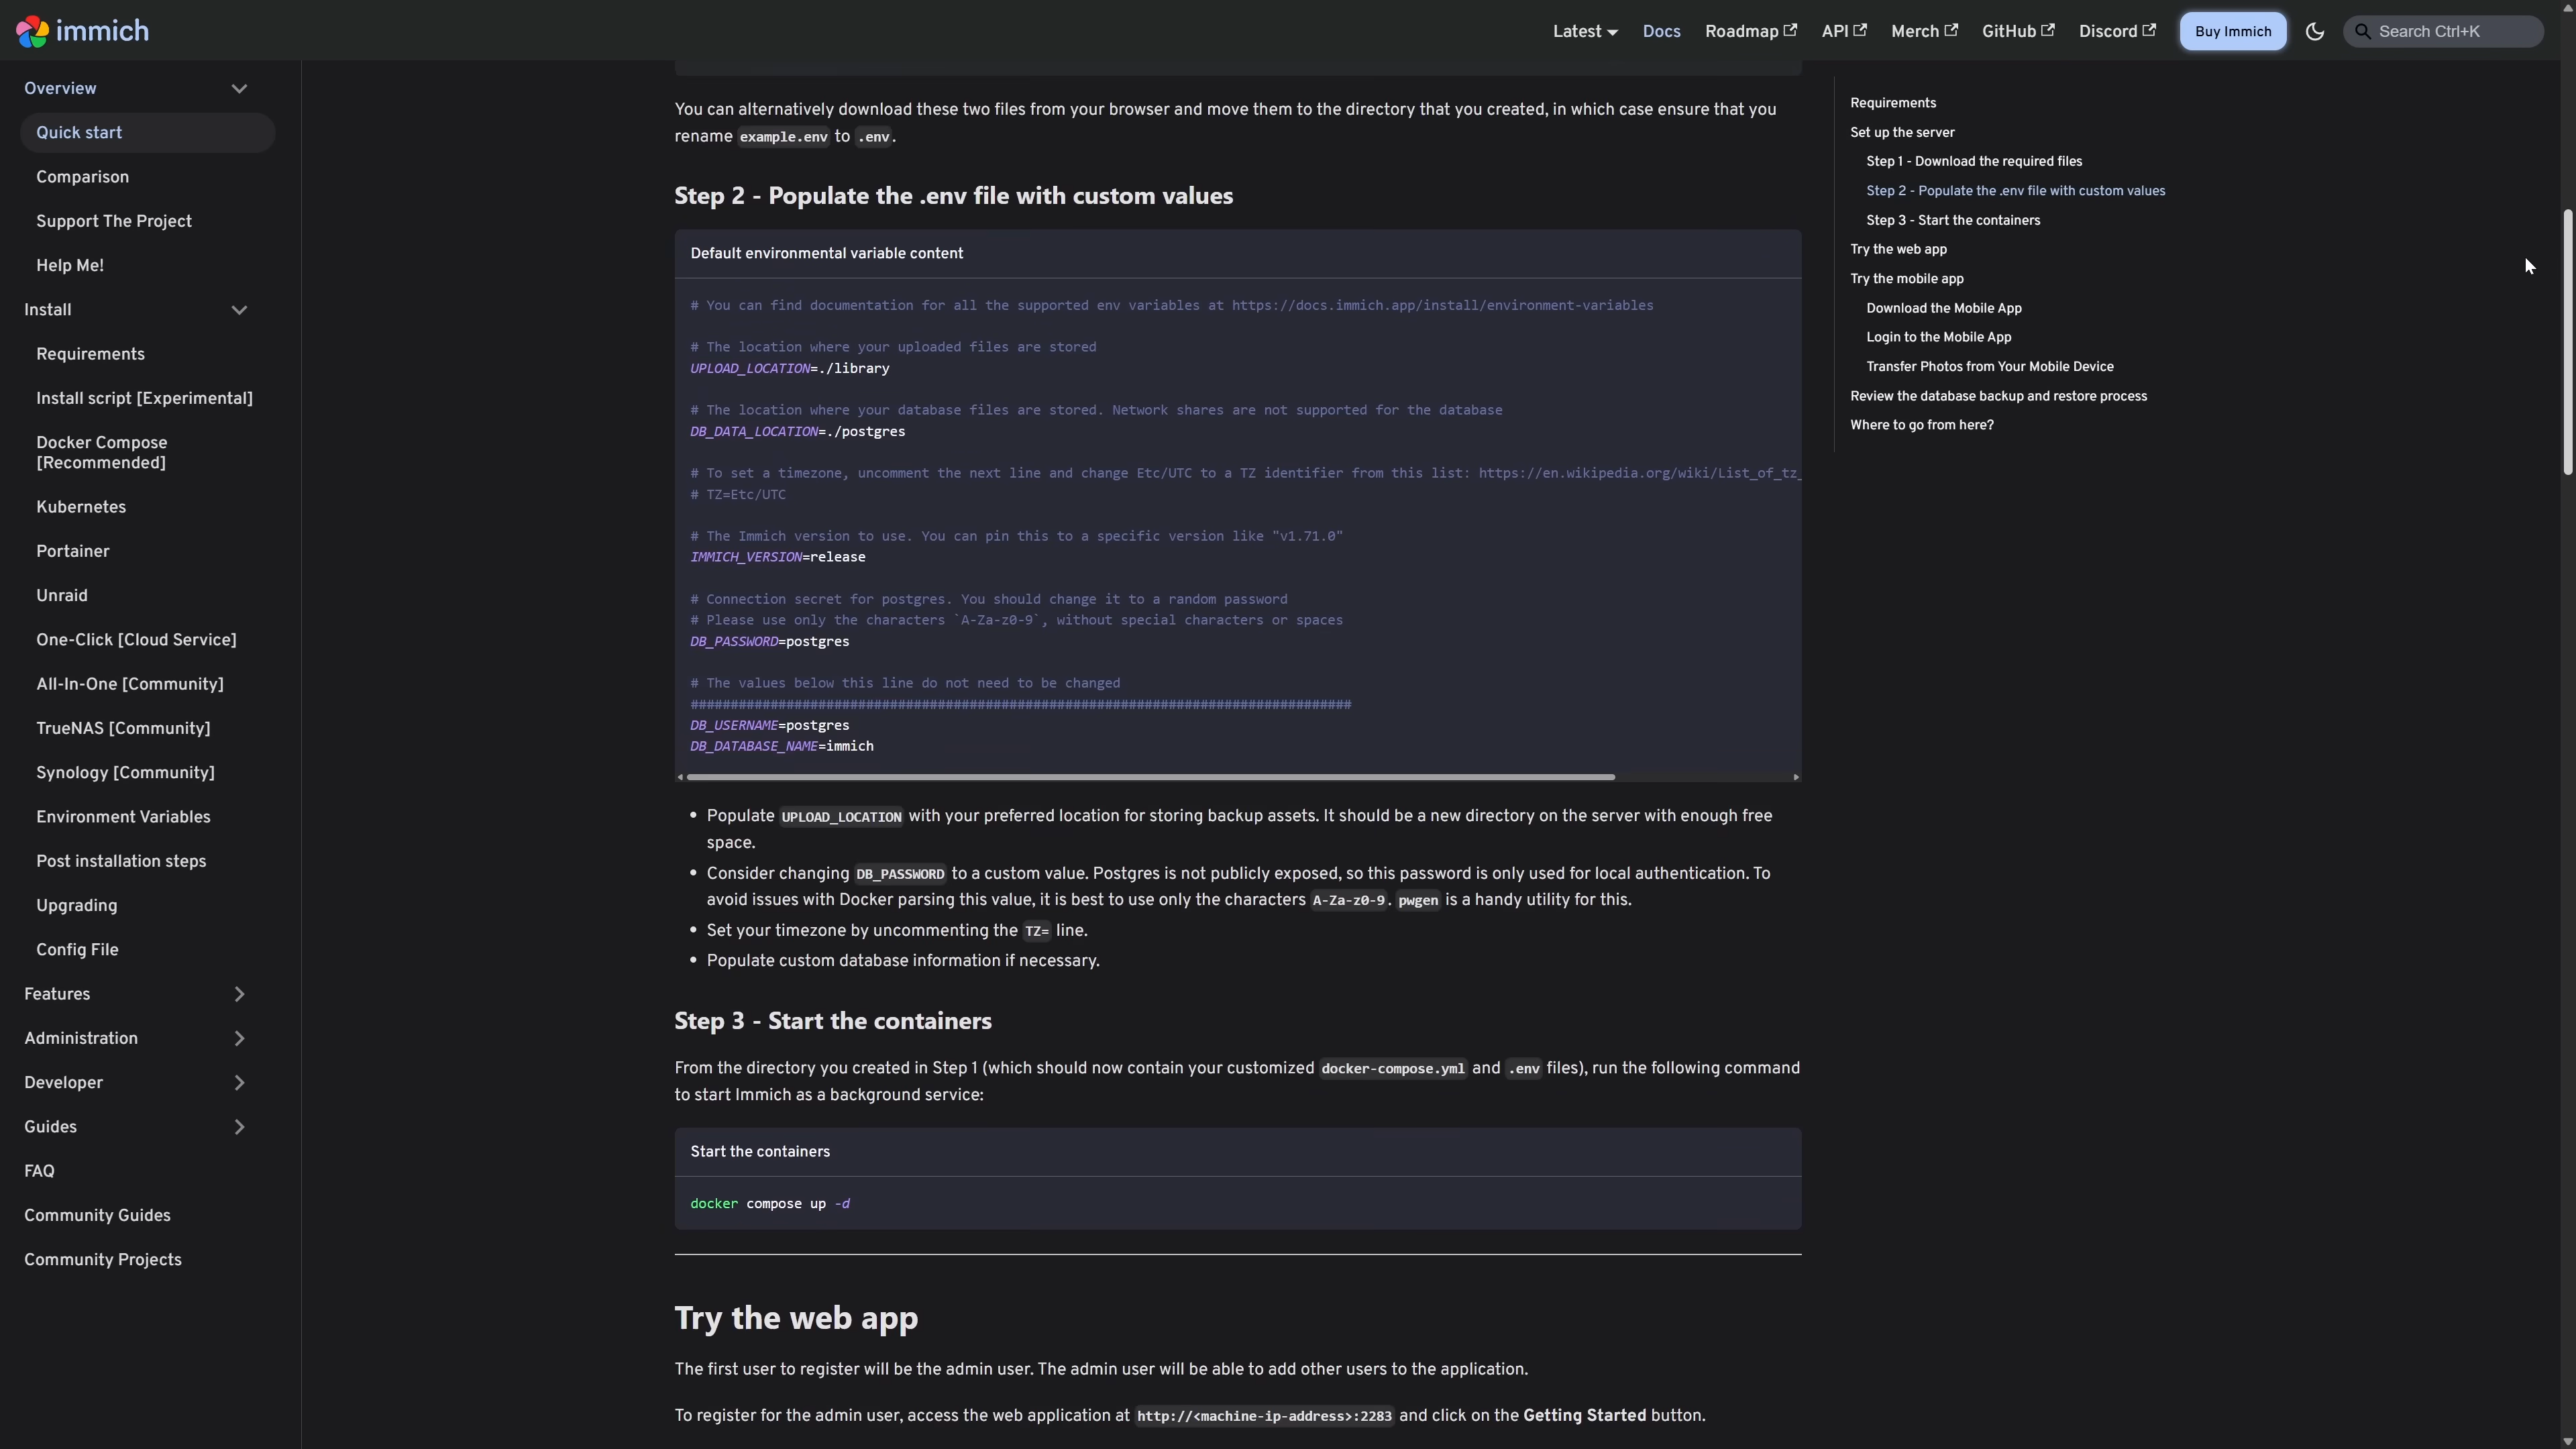 immich
Latest
Docs
Roadmap
API
Merch
GitHub
Discord
Buy Immich
Search Ctrl+K
Overview
Quick start
Comparison
Support The Project
Help Me!
Install
Requirements
Install script [Experimental]
Docker Compose
[Recommended]
Kubernetes
Portainer
Unraid
One-Click [Cloud Service]
All-In-One [Community]
TrueNAS [Community]
Synology [Community]
Environment Variables
Post installation steps
Upgrading
Config File
Features
Administration
Developer
Guides
FAQ
Community Guides
Community Projects
You can alternatively download these two files from your browser and move them to the directory that you created, in which case ensure that you
rename example.env to .env.
Step 2 - Populate the .env file with custom values
Default environmental variable content
# You can find documentation for all the supported env variables at https://docs.immich.app/install/environment-variables
# The location where your uploaded files are stored
UPLOAD_LOCATION=./library
# The location where your database files are stored. Network shares are not supported for the database
DB_DATA_LOCATION=./postgres
# To set a timezone, uncomment the next line and change Etc/UTC to a TZ identifier from this list: https://en.wikipedia.org/wiki/List_of_tz_
# TZ=Etc/UTC
# The Immich version to use. You can pin this to a specific version like "v1.71.0"
IMMICH_VERSION=release
# Connection secret for postgres. You should change it to a random password
# Please use only the characters `A-Za-z0-9`, without special characters or spaces
DB_PASSWORD=postgres
# The values below this line do not need to be changed
###################################################################################
DB_USERNAME=postgres
DB_DATABASE_NAME=immich
• Populate UPLOAD_LOCATION with your preferred location for storing backup assets. It should be a new directory on the server with enough free
space.
• Consider changing DB_PASSWORD to a custom value. Postgres is not publicly exposed, so this password is only used for local authentication. To
avoid issues with Docker parsing this value, it is best to use only the characters A-Za-z0-9. pwgen is a handy utility for this.
• Set your timezone by uncommenting the TZ= line.
• Populate custom database information if necessary.
Step 3 - Start the containers
From the directory you created in Step 1 (which should now contain your customized docker-compose.yml and .env files), run the following command
to start Immich as a background service:
Start the containers
docker compose up -d
Try the web app
The first user to register will be the admin user. The admin user will be able to add other users to the application.
To register for the admin user, access the web application at http://<machine-ip-address>:2283 and click on the Getting Started button.
Requirements
Set up the server
Step 1 - Download the required files
Step 2 - Populate the .env file with custom values
Step 3 - Start the containers
Try the web app
Try the mobile app
Download the Mobile App
Login to the Mobile App
Transfer Photos from Your Mobile Device
Review the database backup and restore process
Where to go from here?